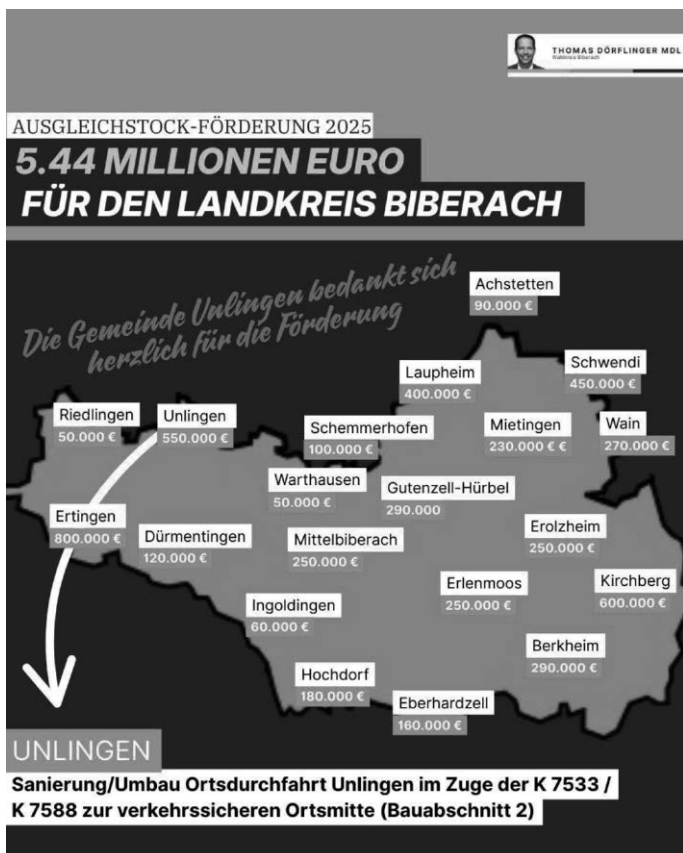 THOMAS DÖRFLINGER MDL
Wahlkreis Biberach
AUSGLEICHSTOCK-FÖRDERUNG 2025
5.44 MILLIONEN EURO
FÜR DEN LANDKREIS BIBERACH
Die Gemeinde Unlingen bedankt sich
herzlich für die Förderung
Achstetten
90.000 €
Schwendi
450.000 €
Laupheim
400.000 €
Riedlingen
50.000 €
Unlingen
550.000 €
Schemmerhofen
100.000 €
Mietingen
230.000 € €
Wain
270.000 €
Warthausen
50.000 €
Gutenzell-Hürbel
290.000
Ertingen
800.000 €
Dürmentingen
120.000 €
Mittelbiberach
250.000 €
Erolzheim
250.000 €
Ingoldingen
60.000 €
Erlenmoos
250.000 €
Kirchberg
600.000 €
Hochdorf
180.000 €
Berkheim
290.000 €
Eberhardzell
160.000 €
UNLINGEN
Sanierung/Umbau Ortsdurchfahrt Unlingen im Zuge der K 7533 /
K 7588 zur verkehrssicheren Ortsmitte (Bauabschnitt 2)